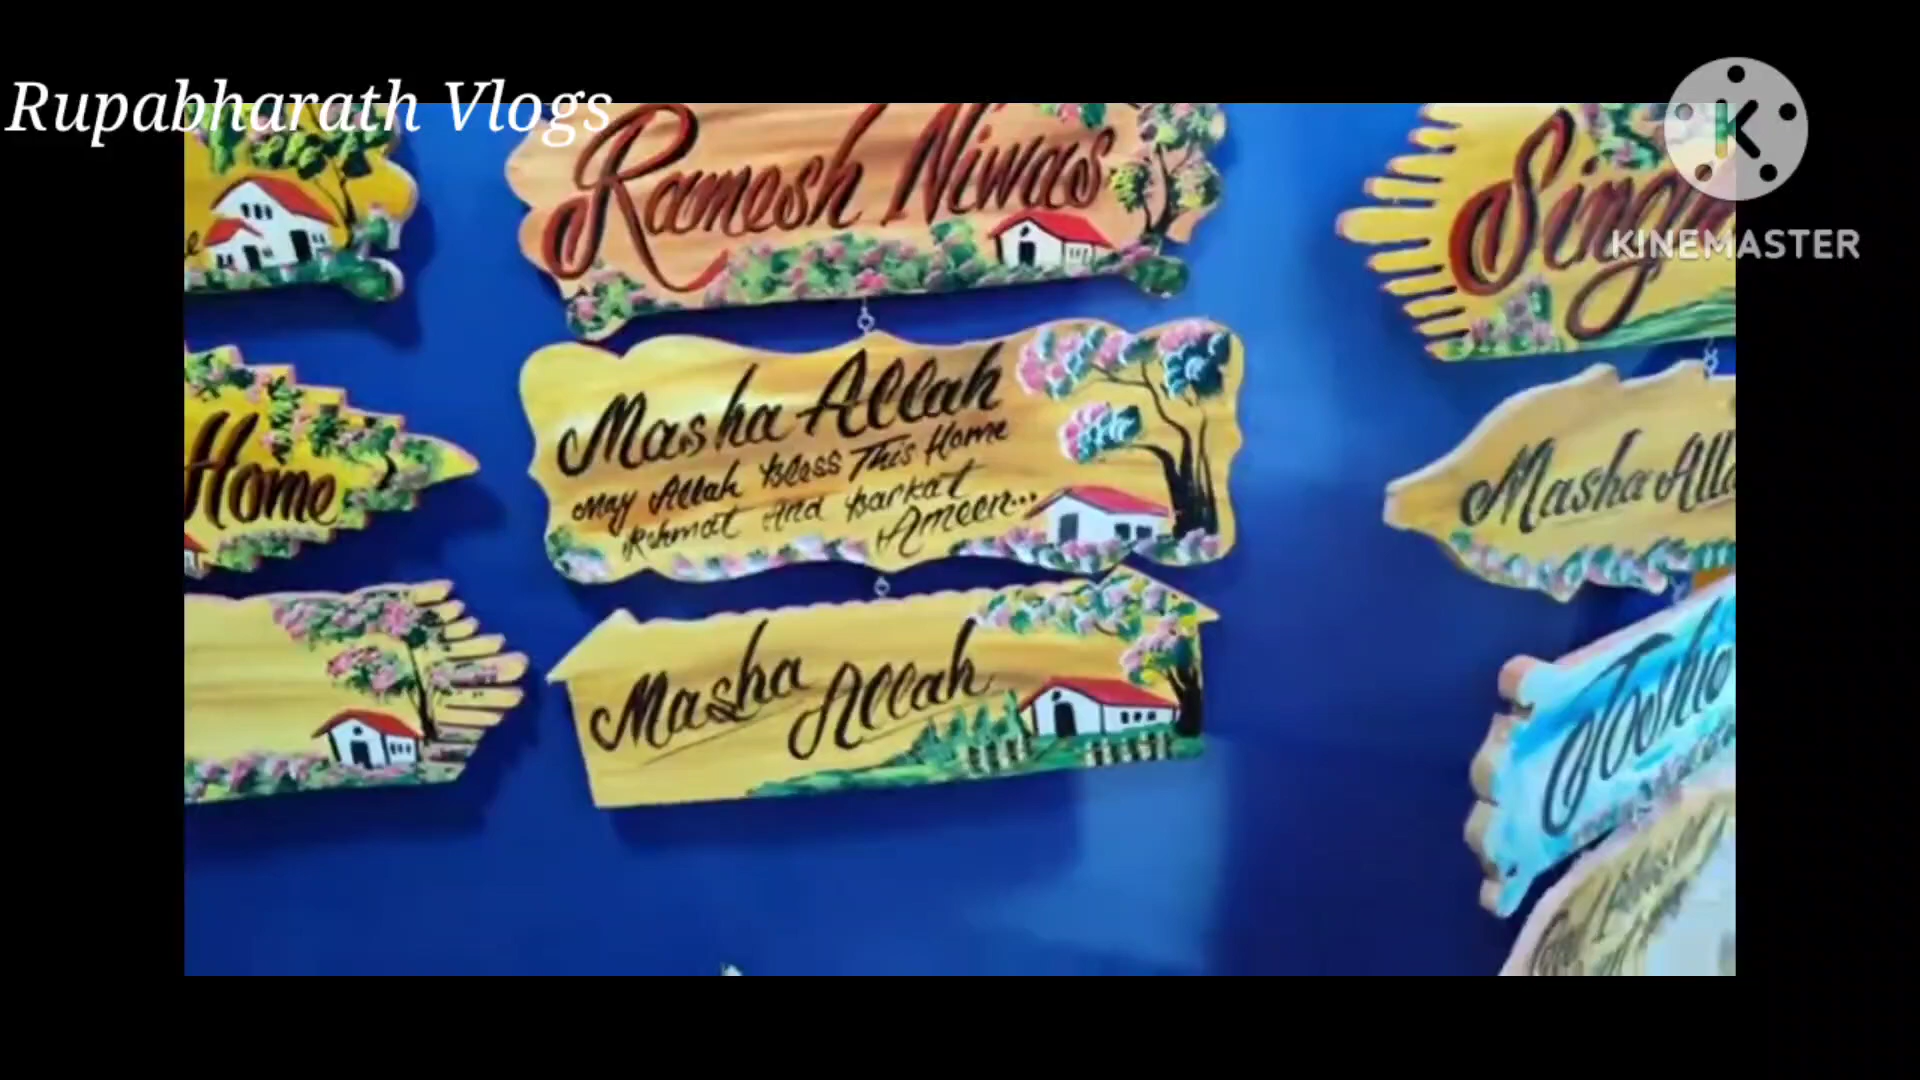 Rupabharath Vlogs
KINEMASTER
Ramesh Niwas
Home
Masha Allah
May Allah Bless This Home
Rehmat And Barkat
Ameen...
Masha Allah
Masha